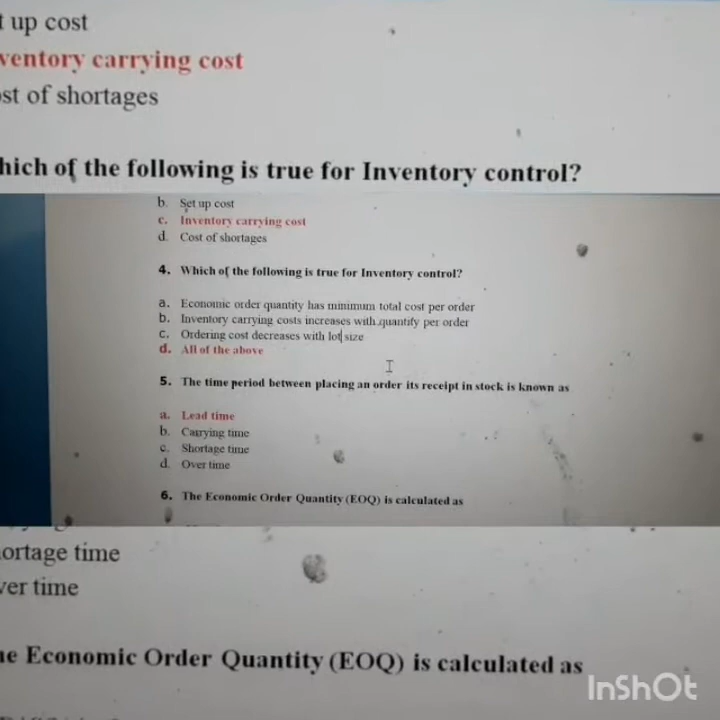 t up cost
ventory carrying cost
ost of shortages
hich of the following is true for Inventory control?
b. Set up cost
c. Inventory carrying cost
d. Cost of shortages
4. Which of the following is true for Inventory control?
a. Economic order quantity has minimum total cost per order
b. Inventory carrying costs increases with quantity per order
c. Ordering cost decreases with lot size
d. All of the above
5. The time period between placing an order its receipt in stock is known as
a. Lead time
b. Carrying time
c. Shortage time
d. Over time
6. The Economic Order Quantity (EOQ) is calculated as
ortage time
ver time
e Economic Order Quantity (EOQ) is calculated as
InShOt